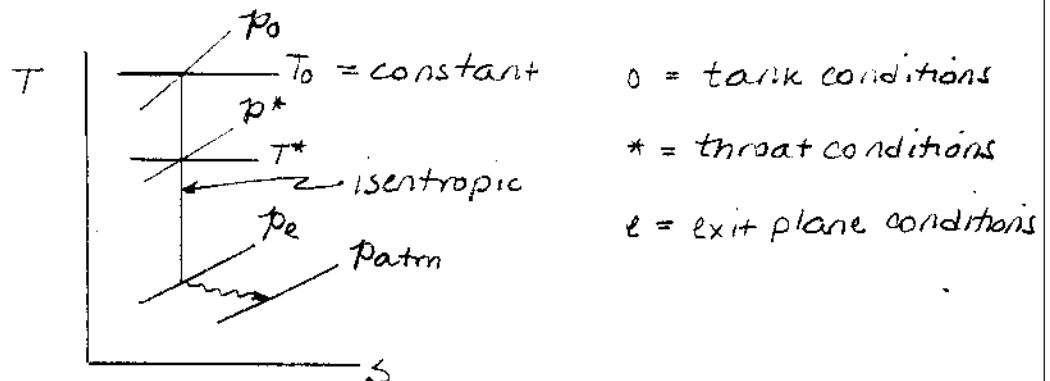 p₀
T
T₀ = constant
0 = tank conditions
p*
T*
* = throat conditions
isentropic
pe
e = exit plane conditions
patm
s